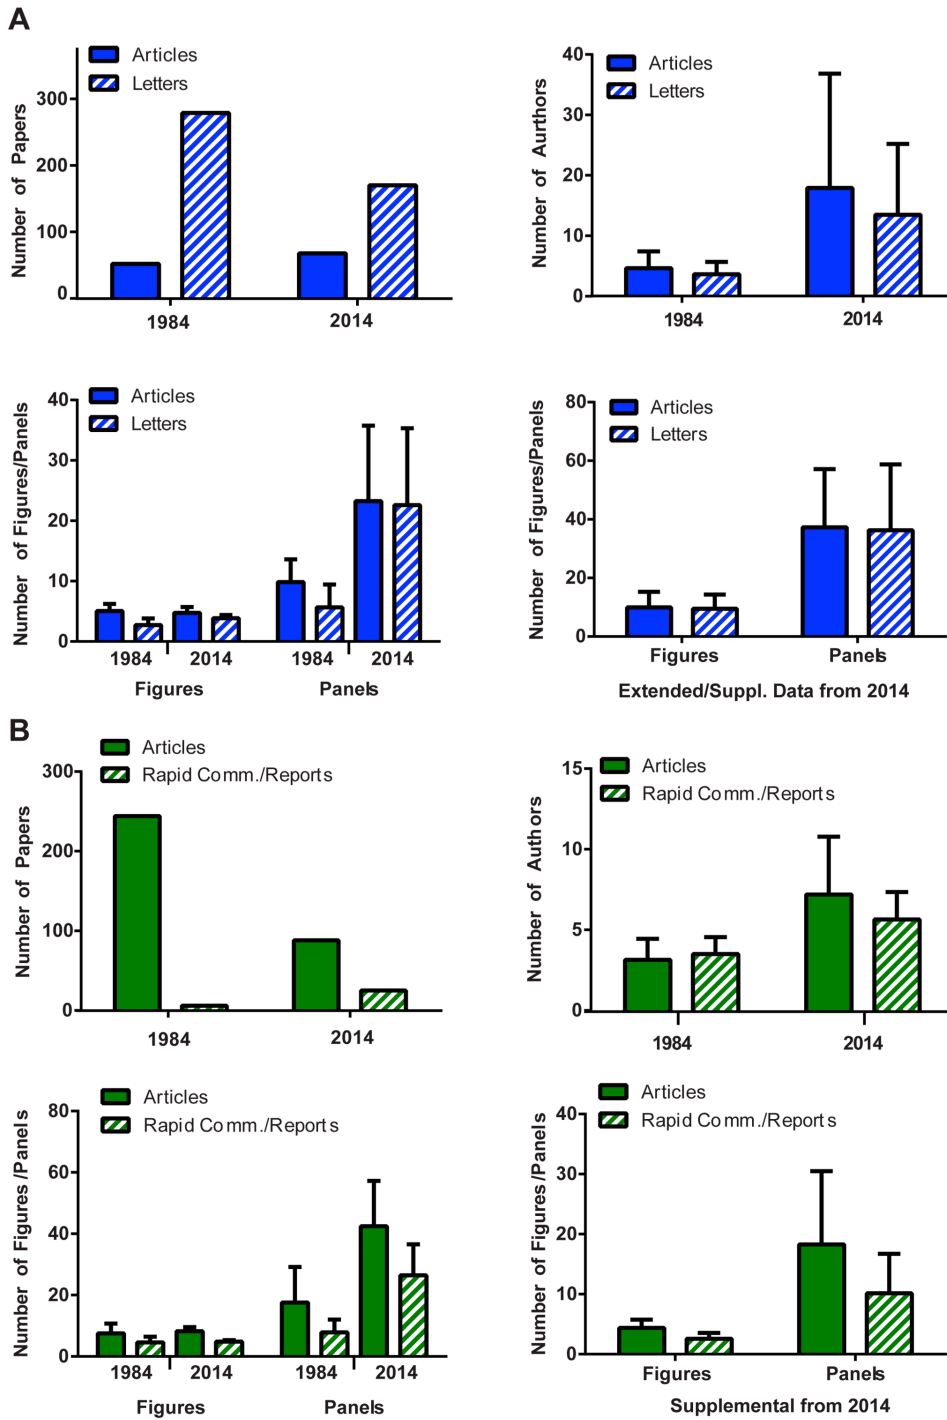 A
Articles
Letters
Number of Papers
300
200
100
0
1984
2014
Articles
Letters
Number of Aurthors
40
30
20
10
0
1984
2014
Articles
Letters
Number of Figures/Panels
40
30
20
10
0
1984
2014
1984
2014
Figures
Panels
Articles
Letters
Number of Figures/Panels
80
60
40
20
0
Figures
Panels
Extended/Suppl. Data from 2014
B
Articles
Rapid Comm./Reports
Number of Papers
300
200
100
0
1984
2014
Articles
Rapid Comm./Reports
Number of Authors
15
10
5
0
1984
2014
Articles
Rapid Comm./Reports
Number of Figures/Panels
80
60
40
20
0
1984
2014
1984
2014
Figures
Panels
Articles
Rapid Comm./Reports
Number of Figures/Panels
40
30
20
10
0
Figures
Panels
Supplemental from 2014